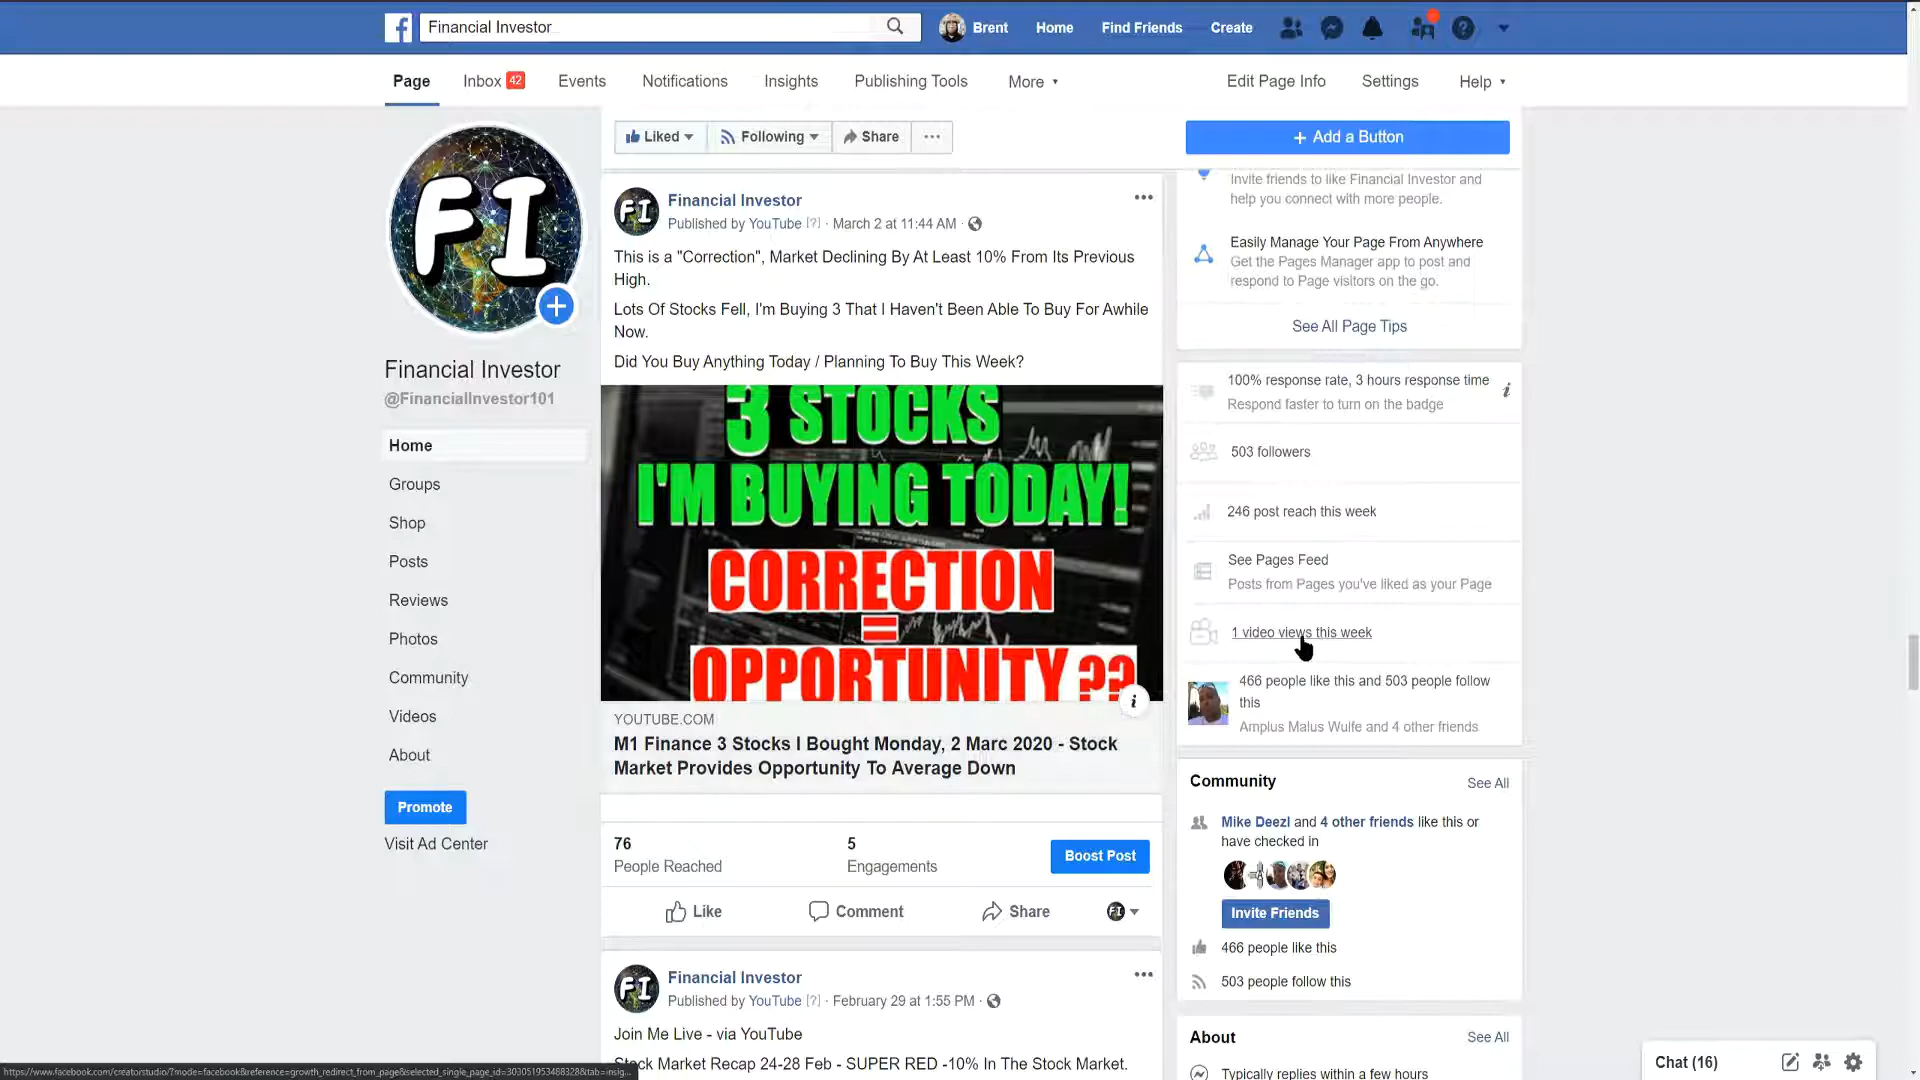 Financial Investor
Brent
Home
Find Friends
Create
Page
Inbox 42
Events
Notifications
Insights
Publishing Tools
More
Edit Page Info
Settings
Help
Liked
Following
Share
+ Add a Button
FI
Financial Investor
@FinancialInvestor101
Home
Groups
Shop
Posts
Reviews
Photos
Community
Videos
About
Promote
Visit Ad Center
FI
Financial Investor
Published by YouTube [?] · March 2 at 11:44 AM ·
This is a "Correction", Market Declining By At Least 10% From Its Previous
High.
Lots Of Stocks Fell, I'm Buying 3 That I Haven't Been Able To Buy For Awhile
Now.
Did You Buy Anything Today / Planning To Buy This Week?
3 STOCKS
I'M BUYING TODAY!
CORRECTION
=
OPPORTUNITY ??
YOUTUBE.COM
M1 Finance 3 Stocks I Bought Monday, 2 Marc 2020 - Stock
Market Provides Opportunity To Average Down
76
People Reached
5
Engagements
Boost Post
Like
Comment
Share
FI
Financial Investor
Published by YouTube [?] · February 29 at 1:55 PM ·
Join Me Live - via YouTube
Stock Market Recap 24-28 Feb - SUPER RED -10% In The Stock Market.
Invite friends to like Financial Investor and
help you connect with more people.
Easily Manage Your Page From Anywhere
Get the Pages Manager app to post and
respond to Page visitors on the go.
See All Page Tips
100% response rate, 3 hours response time
Respond faster to turn on the badge
503 followers
246 post reach this week
See Pages Feed
Posts from Pages you've liked as your Page
1 video views this week
466 people like this and 503 people follow
this
Amplus Malus Wulfe and 4 other friends
Community
See All
Mike Deezl and 4 other friends like this or
have checked in
Invite Friends
466 people like this
503 people follow this
About
See All
Typically replies within a few hours
Chat (16)